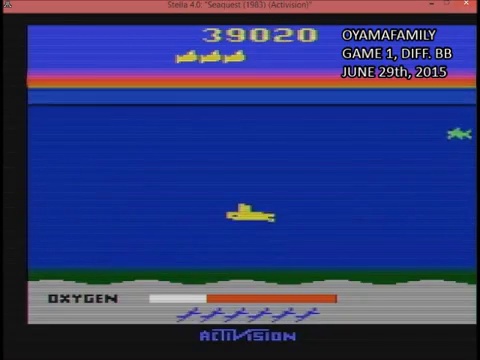 Stella 4.0: "Seaquest (1983) (Activision)"
39020
OYAMAFAMILY
GAME 1, DIFF. BB
JUNE 29th, 2015
OXYGEN
ACTIVISION